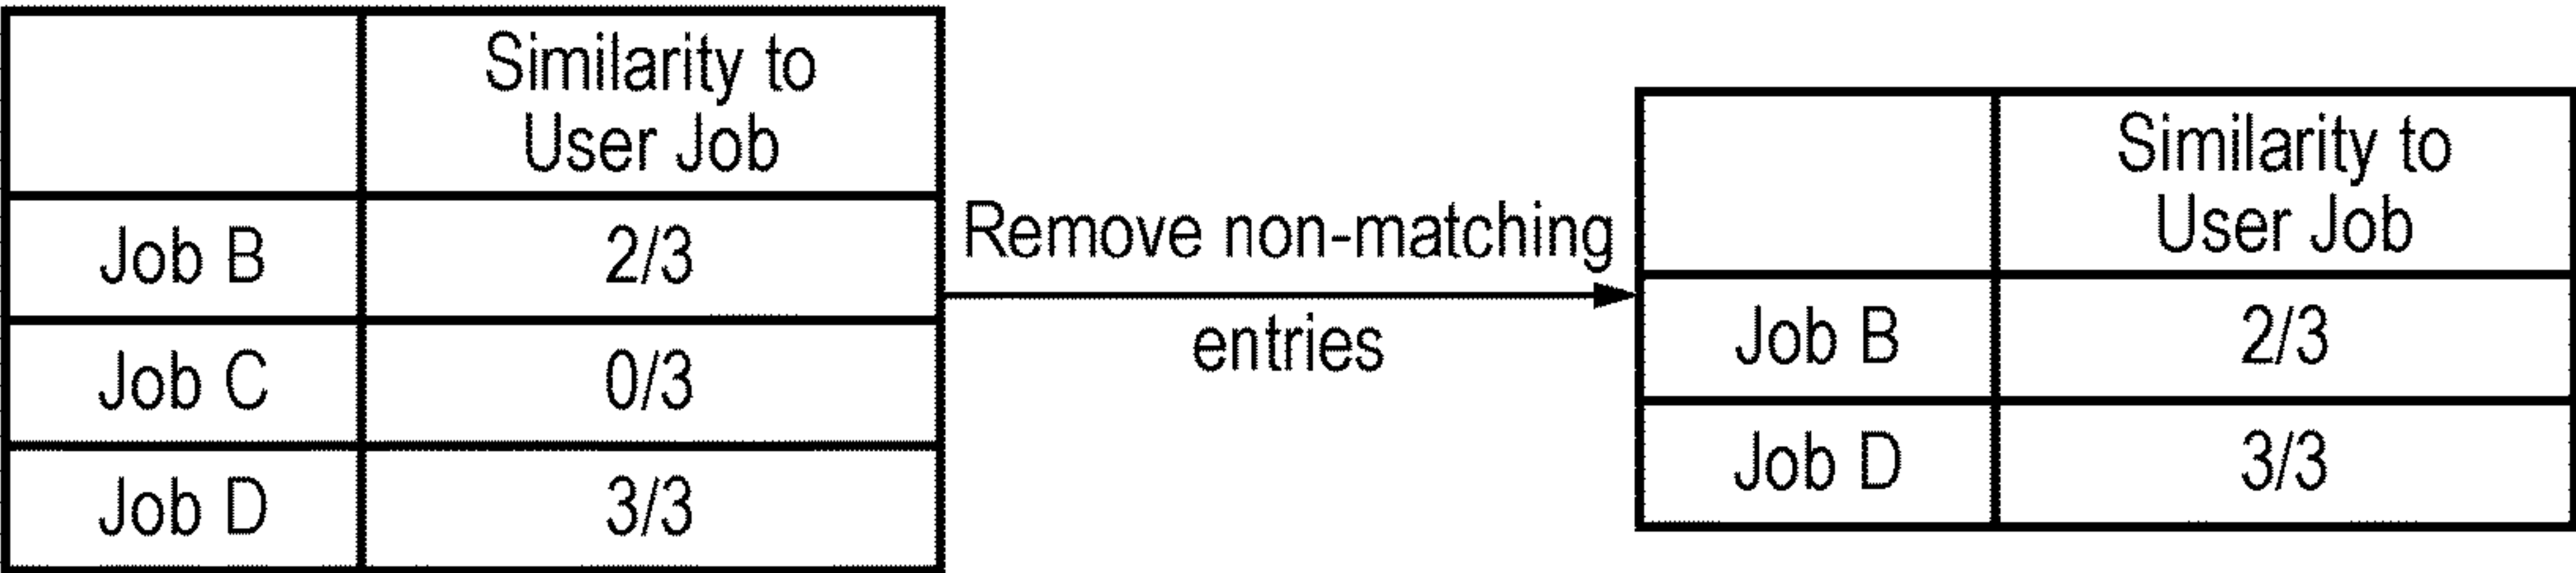 Similarity to
User Job
Job B 2/3
Job C 0/3
Job D 3/3
Remove non-matching
entries
Similarity to
User Job
Job B 2/3
Job D 3/3